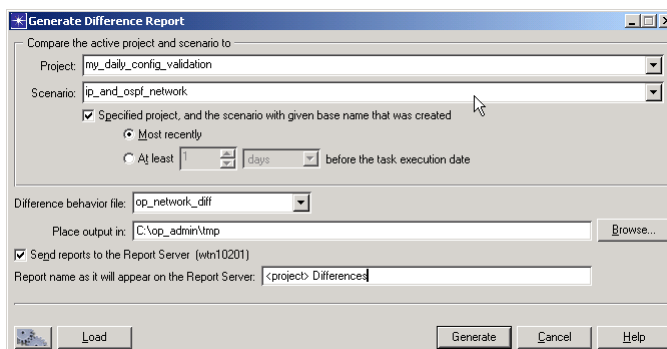 Generate Difference Report
Compare the active project and scenario to
Project: my_daily_config_validation
Scenario: ip_and_ospf_network
Specified project, and the scenario with given base name that was created
Most recently
At least 1 days before the task execution date
Difference behavior file: op_network_diff
Place output in: C:\op_admin\tmp Browse...
Send reports to the Report Server (wtn10201)
Report name as it will appear on the Report Server: <project> Differences
Load Generate Cancel Help